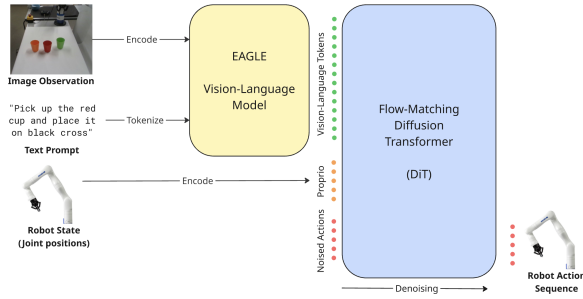 Encode
Image Observation
EAGLE
Vision-Language
Model
"Pick up the red
cup and place it
on black cross"
Tokenize
Text Prompt
Encode
Robot State
(Joint positions)
Vision-Language Tokens
Proprio
Noised Actions
Flow-Matching
Diffusion
Transformer
(DiT)
Denoising
Robot Action
Sequence